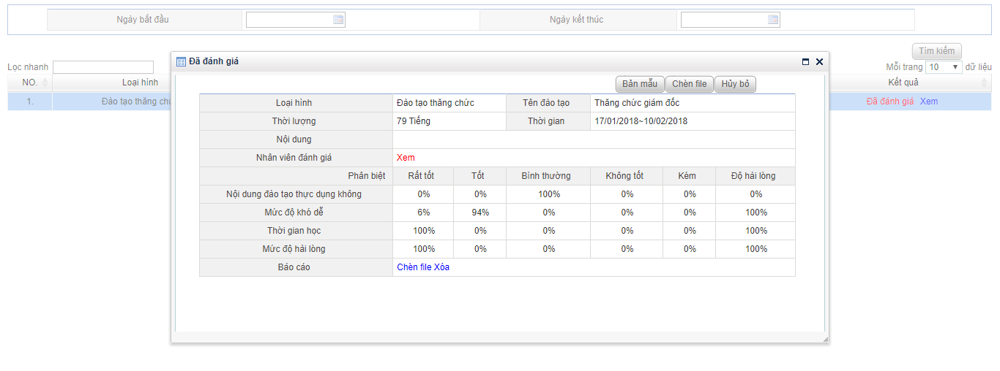 Ngày bắt đầu Ngày kết thúc
Tìm kiếm
Lọc nhanh Mỗi trang 10 dữ liệu
NO. Loại hình Kết quả
1. Đào tạo thăng chứ Đã đánh giá Xem
Đã đánh giá
Bản mẫu Chèn file Hủy bỏ
Loại hình Đào tạo thăng chức Tên đào tạo Thăng chức giám đốc
Thời lượng 79 Tiếng Thời gian 17/01/2018~10/02/2018
Nội dung
Nhân viên đánh giá Xem
Phân biệt Rất tốt Tốt Bình thường Không tốt Kém Độ hài lòng
Nội dung đào tạo thực dụng không 0% 0% 100% 0% 0% 0%
Mức độ khó dễ 6% 94% 0% 0% 0% 100%
Thời gian học 100% 0% 0% 0% 0% 100%
Mức độ hài lòng 100% 0% 0% 0% 0% 100%
Báo cáo Chèn file Xóa